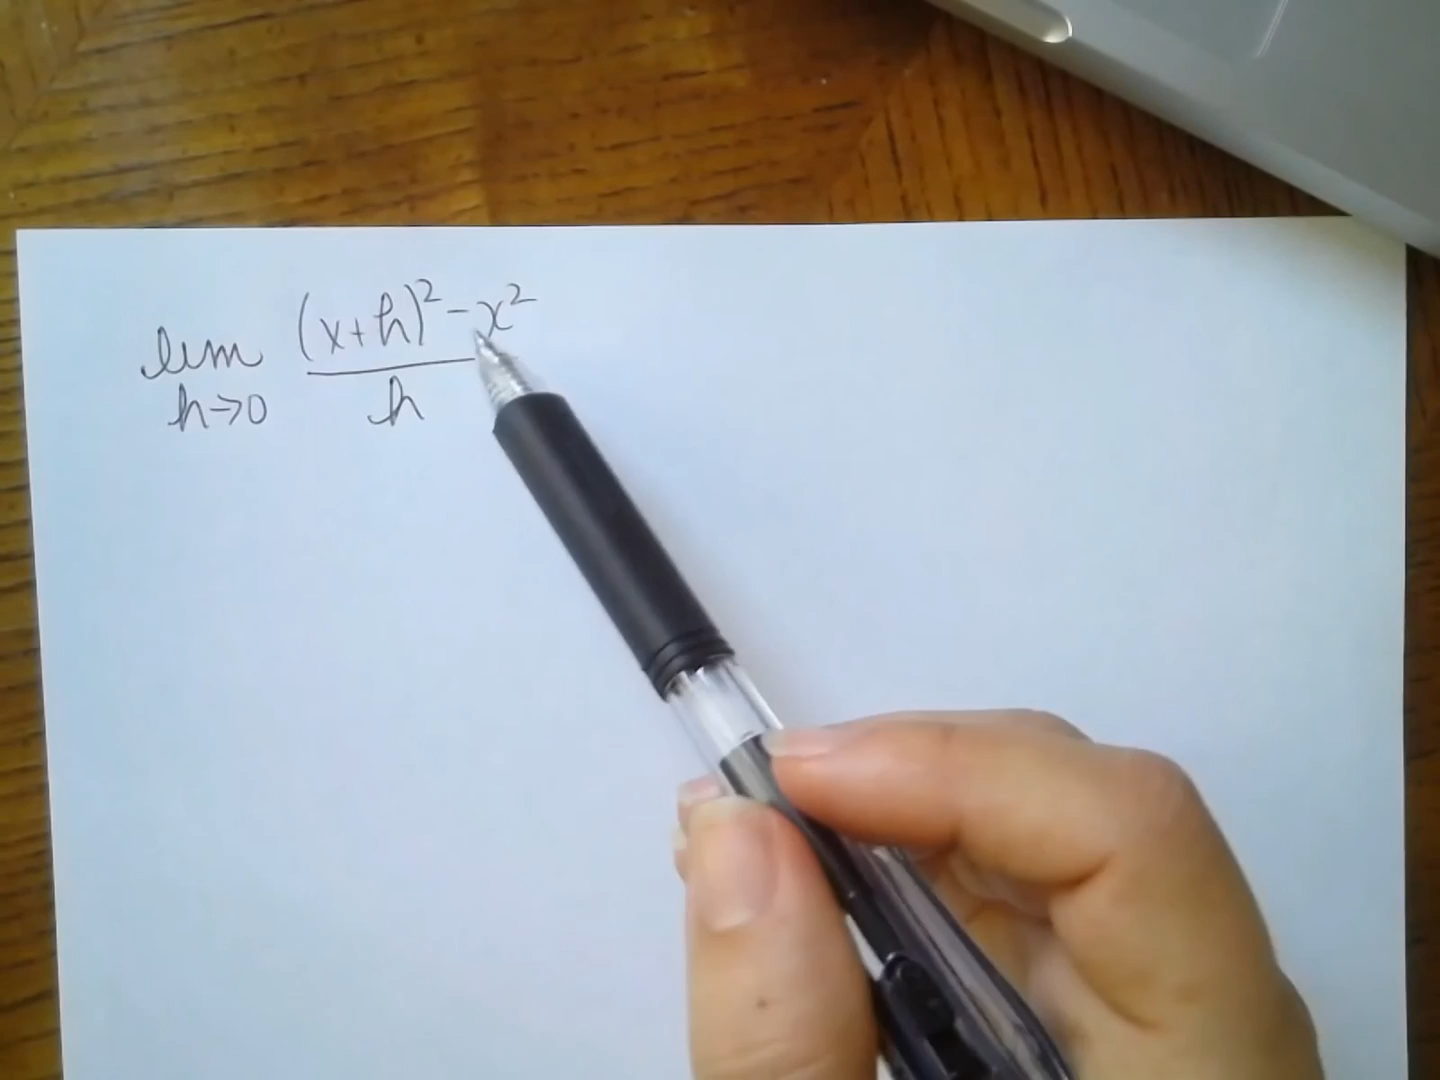 lim (x+h)² - x²
h→0 h